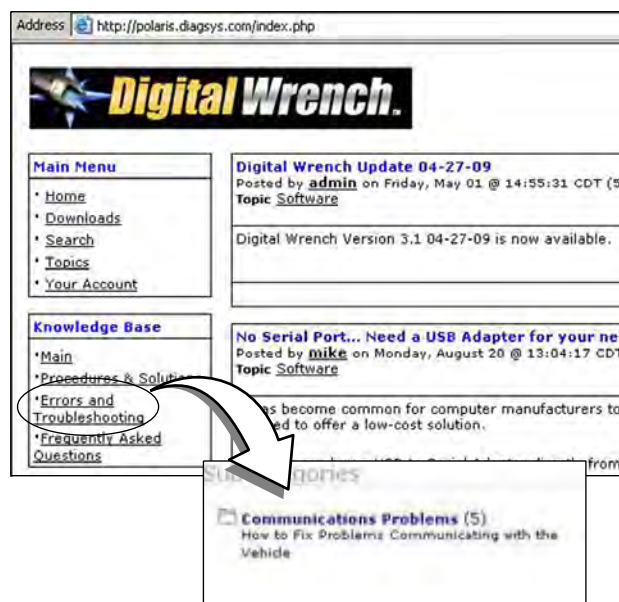 Address http://polaris.diagsys.com/index.php
Digital Wrench™
Main Menu
· Home
· Downloads
· Search
· Topics
· Your Account
Knowledge Base
·Main
·Procedures & Solutions
·Errors and
Troubleshooting
·Frequently Asked
Questions
Digital Wrench Update 04-27-09
Posted by admin on Friday, May 01 @ 14:55:31 CDT (5
Topic Software
Digital Wrench Version 3.1 04-27-09 is now available.
No Serial Port... Need a USB Adapter for your ne
Posted by mike on Monday, August 20 @ 13:04:17 CDT
Topic Software
as become common for computer manufacturers to
ed to offer a low-cost solution.
from
Communications Problems (5)
How to Fix Problems Communicating with the
Vehicle